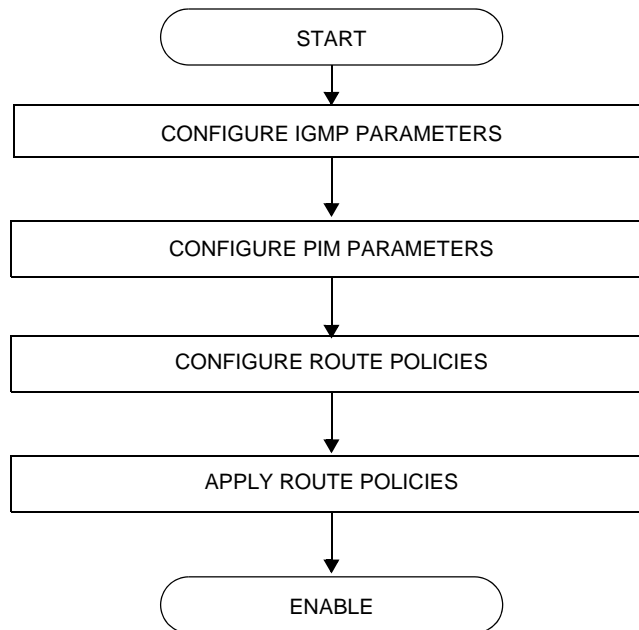 START
CONFIGURE IGMP PARAMETERS
CONFIGURE PIM PARAMETERS
CONFIGURE ROUTE POLICIES
APPLY ROUTE POLICIES
ENABLE